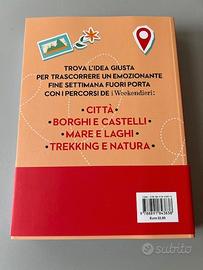 TROVA L'IDEA GIUSTA
PER TRASCORRERE UN EMOZIONANTE
FINE SETTIMANA FUORI PORTA
CON I PERCORSI DE i Weekendieri:
• CITTÀ
• BORGHI E CASTELLI
• MARE E LAGHI
• TREKKING E NATURA
subito